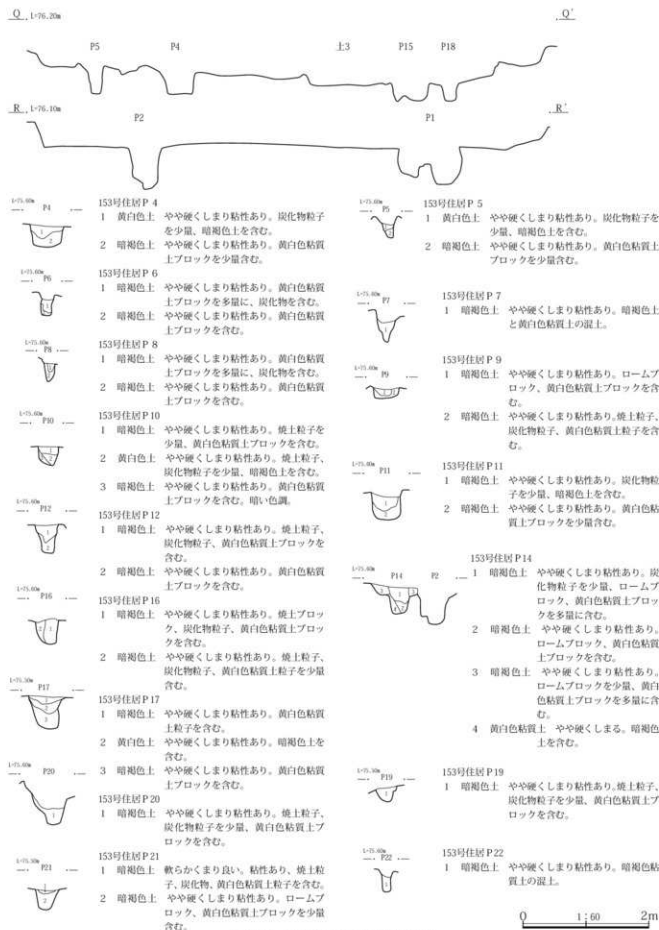 Q L=76.20m Q′
P5 P4 土3 P15 P18
R L=76.10m R′
P2 P1
L=75.60m
P4
153号住居P 4
1 黄白色土 やや硬くしまり粘性あり。炭化物粒子
を少量、暗褐色土を含む。
2 暗褐色土 やや硬くしまり粘性あり。黄白色粘質
土ブロックを少量含む。
L=75.60m
P6
153号住居P 6
1 暗褐色土 やや硬くしまり粘性あり。黄白色粘質
土ブロックを多量に、炭化物を含む。
2 暗褐色土 やや硬くしまり粘性あり。黄白色粘質
土ブロックを含む。
P8
153号住居P 8
1 暗褐色土 やや硬くしまり粘性あり。黄白色粘質
土ブロックを多量に、炭化物を含む。
2 暗褐色土 やや硬くしまり粘性あり。黄白色粘質
土ブロックを含む。
L=75.60m
P10
153号住居P10
1 暗褐色土 やや硬くしまり粘性あり。焼土粒子を
少量、黄白色粘質土ブロックを含む。
2 黄白色土 やや硬くしまり粘性あり。焼土粒子、
炭化物粒子を少量、暗褐色土を含む。
3 暗褐色土 やや硬くしまり粘性あり。黄白色粘質
土ブロックを含む。暗い色調。
L=75.60m
P12
153号住居P12
1 暗褐色土 やや硬くしまり粘性あり。焼土粒子、
炭化物粒子、黄白色粘質土ブロックを
含む。
2 暗褐色土 やや硬くしまり粘性あり。黄白色粘質
土ブロックを含む。
L=75.60m
P16
153号住居P16
1 暗褐色土 やや硬くしまり粘性あり。焼土ブロッ
ク、炭化物粒子、黄白色粘質土ブロッ
クを含む。
2 暗褐色土 やや硬くしまり粘性あり。焼土粒子、
炭化物粒子、黄白色粘質土粒子を少量
含む。
L=75.50m
P17
153号住居P17
1 暗褐色土 やや硬くしまり粘性あり。黄白色粘質
土粒子を含む。
2 黄白色土 やや硬くしまり粘性あり。暗褐色土を
含む。
3 暗褐色土 やや硬くしまり粘性あり。黄白色粘質
土ブロックを含む。
L=75.60m
P20
153号住居P20
1 暗褐色土 やや硬くしまり粘性あり。焼土粒子、
炭化物粒子を少量、黄白色粘質土ブ
ロックを含む。
L=75.50m
P21
153号住居P21
1 暗褐色土 軟らかくまり良い。粘性あり、焼土粒
子、炭化物、黄白色粘質土粒子を含む。
2 暗褐色土 やや硬くしまり粘性あり。ロームブ
ロック、黄白色粘質土ブロックを少量
含む。
L=75.60m
P5
153号住居P 5
1 黄白色土 やや硬くしまり粘性あり。炭化物粒子を
少量、暗褐色土を含む。
2 暗褐色土 やや硬くしまり粘性あり。黄白色粘質土
ブロックを少量含む。
L=75.60m
P7
153号住居P 7
1 暗褐色土 やや硬くしまり粘性あり。暗褐色土
と黄白色粘質土の混土。
L=75.60m
P9
153号住居P 9
1 暗褐色土 やや硬くしまり粘性あり。ロームブ
ロック、黄白色粘質土ブロックを含
む。
2 暗褐色土 やや硬くしまり粘性あり。焼土粒子、
炭化物粒子、黄白色粘質土粒子を含
む。
P11
153号住居P11
1 暗褐色土 やや硬くしまり粘性あり。炭化物粒
子を少量、暗褐色土を含む。
2 暗褐色土 やや硬くしまり粘性あり。黄白色粘
質土ブロックを少量含む。
P14 P2
153号住居P14
1 暗褐色土 やや硬くしまり粘性あり。炭
化物粒子を少量、ロームブ
ロック、黄白色粘質土ブロッ
クを多量に含む。
2 暗褐色土 やや硬くしまり粘性あり。
ロームブロック、黄白色粘質
土ブロックを含む。
3 暗褐色土 やや硬くしまり粘性あり。
ロームブロックを少量、黄白
色粘質土ブロックを多量に含
む。
4 黄白色粘質土 やや硬くしまる。暗褐色
土を含む。
L=75.50m
P19
153号住居P19
1 暗褐色土 やや硬くしまり粘性あり。焼土粒子、
炭化物粒子を少量、黄白色粘質土ブ
ロックを含む。
L=75.60m
P22
153号住居P22
1 暗褐色土 やや硬くしまり粘性あり。暗褐色粘
質土の混土。
0 1:60 2m